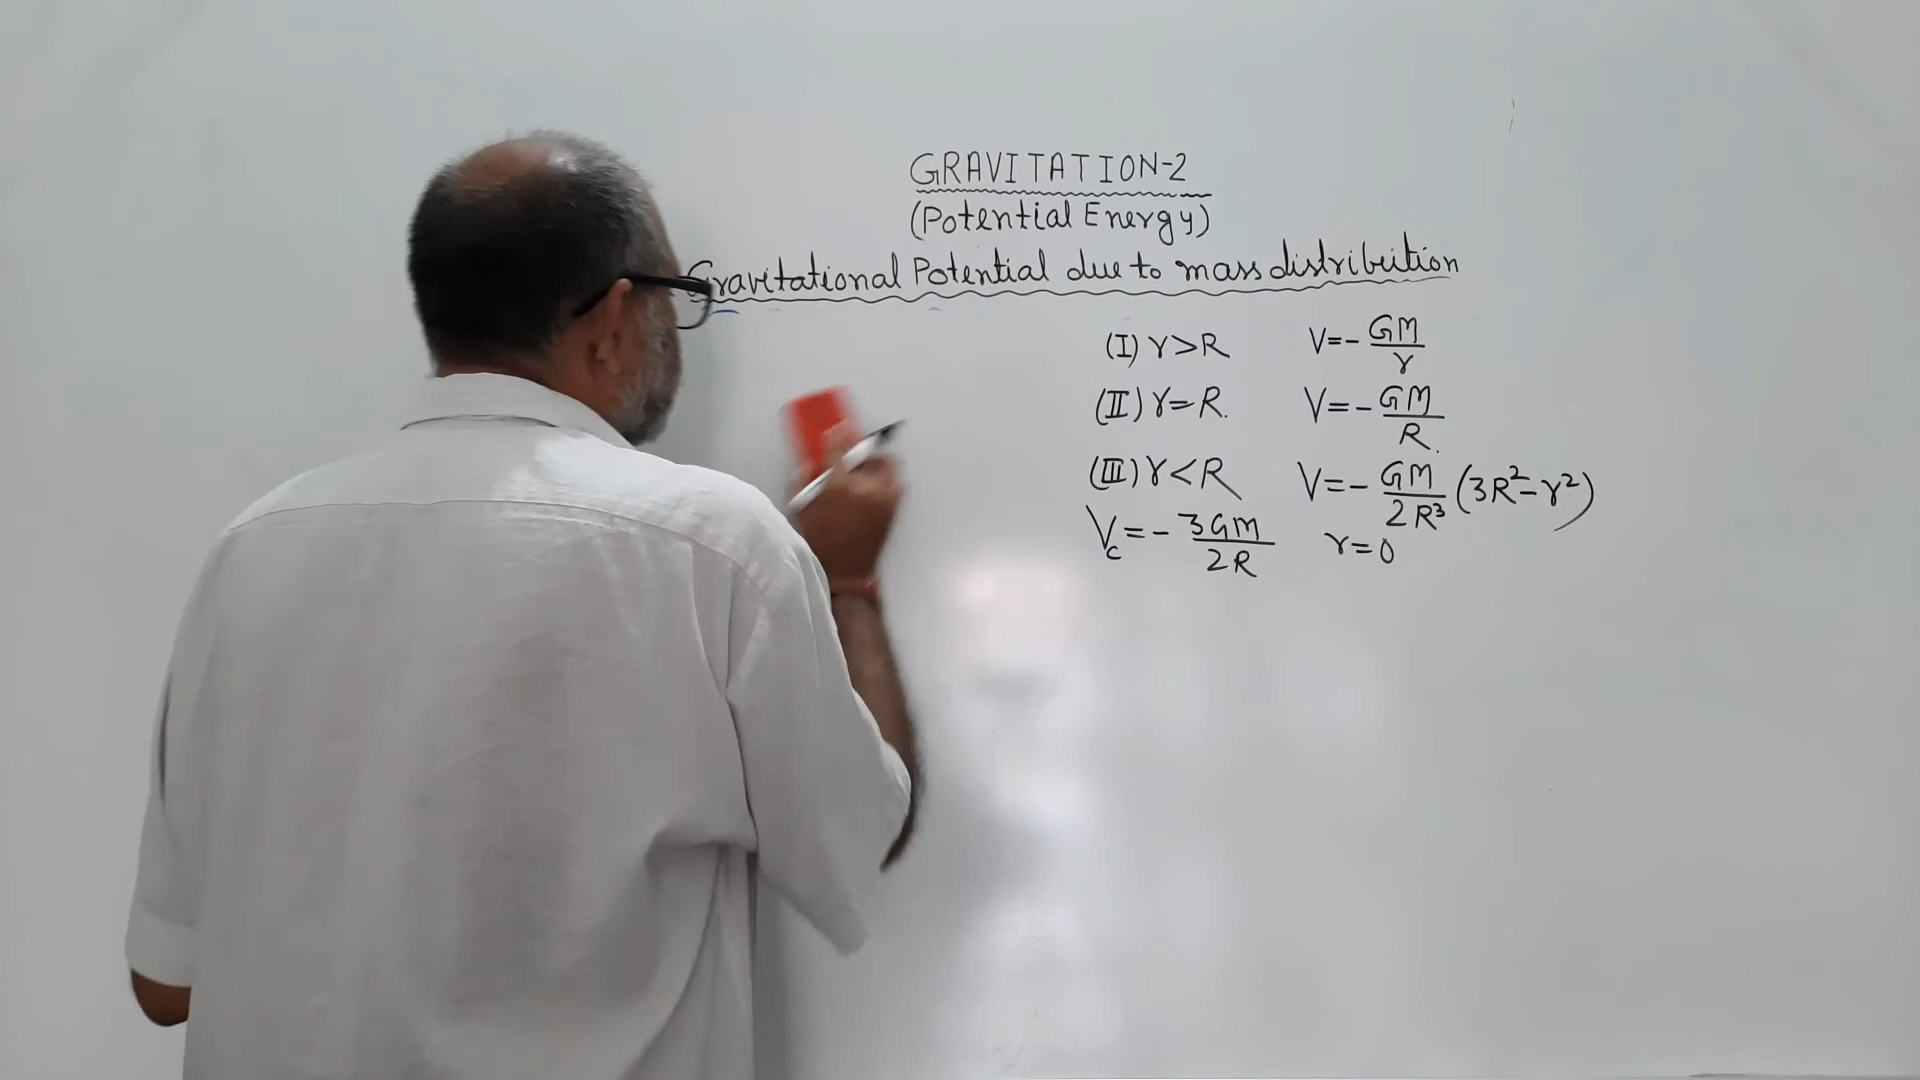 GRAVITATION-2
(Potential Energy)
Gravitational Potential due to mass distribution
(I) r>R V=-GM/r
(II) r=R. V=-GM/R.
(III) r<R V=-GM/2R³(3R²-r²)
Vc=-3GM/2R r=0